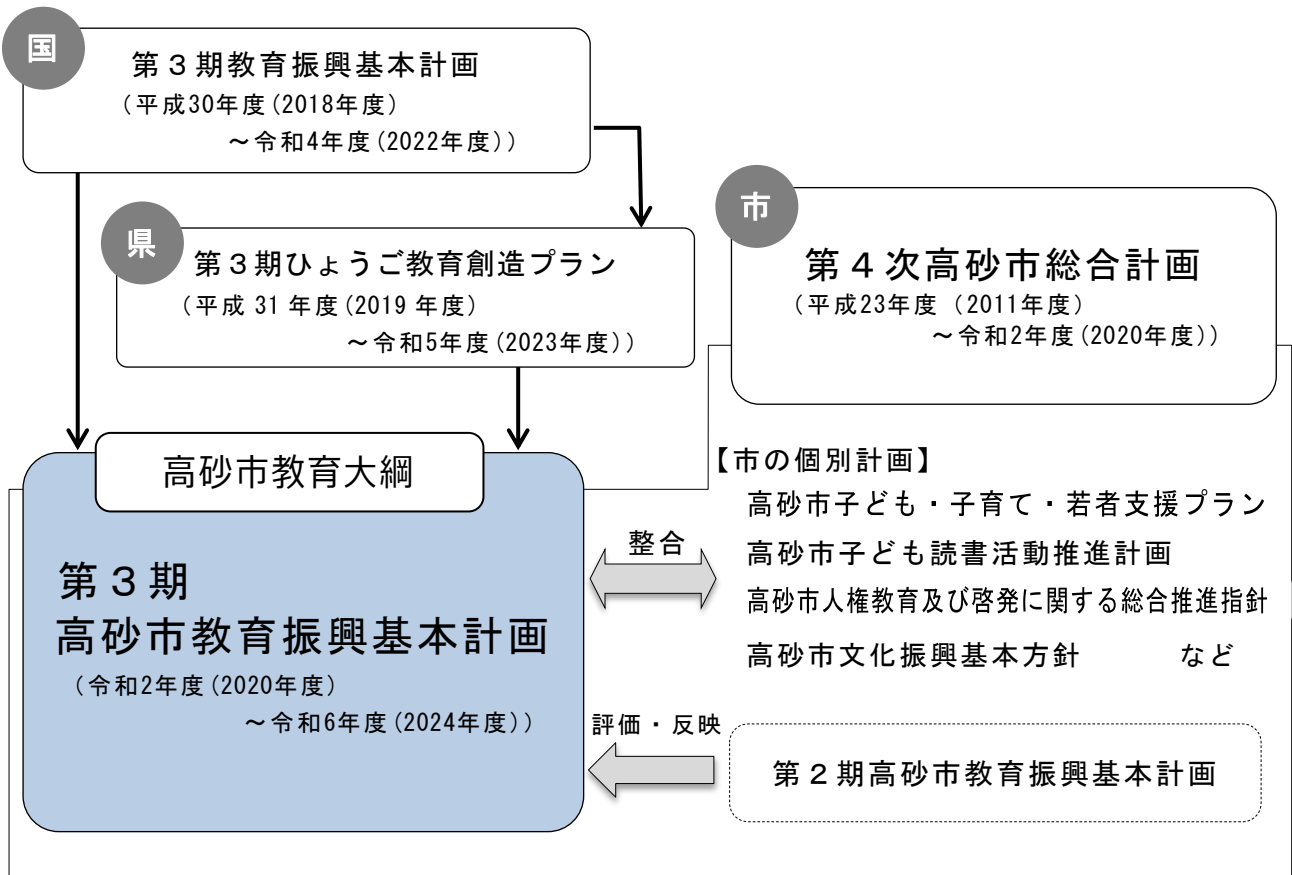 国
第3期教育振興基本計画
（平成30年度(2018年度)
～令和4年度(2022年度)）
県
第3期ひょうご教育創造プラン
（平成 31 年度(2019 年度)
～令和5年度(2023年度)）
市
第4次高砂市総合計画
（平成23年度 (2011年度)
～令和2年度(2020年度)）
高砂市教育大綱
第3期
高砂市教育振興基本計画
（令和2年度(2020年度)
～令和6年度(2024年度)）
整合
【市の個別計画】
高砂市子ども・子育て・若者支援プラン
高砂市子ども読書活動推進計画
高砂市人権教育及び啓発に関する総合推進指針
高砂市文化振興基本方針　　など
評価・反映
第2期高砂市教育振興基本計画